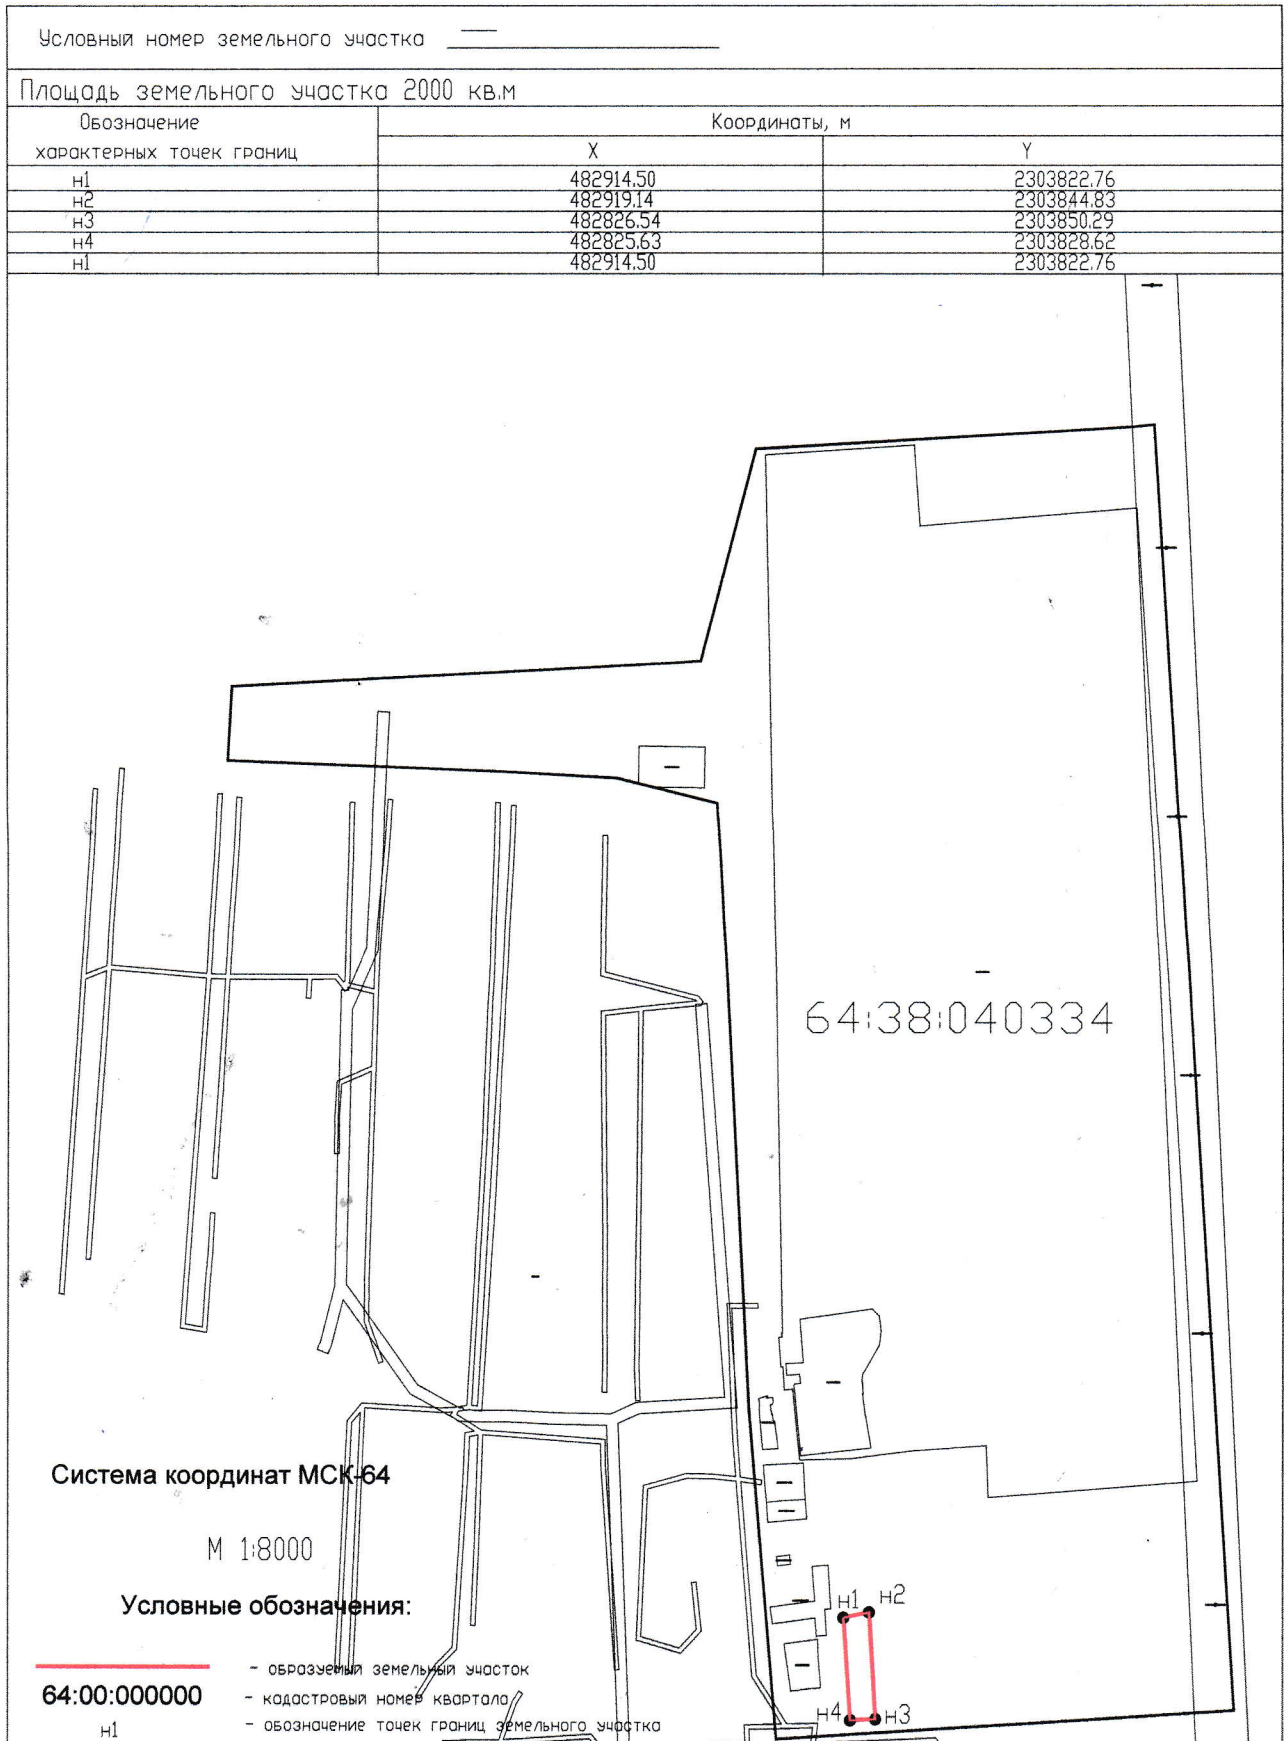 Условный номер земельного участка
Площадь земельного участка 2000 кв.м
Обозначение характерных точек границ
Координаты, м
X Y
н1 482914.50 2303822.76
н2 482919.14 2303844.83
н3 482826.54 2303850.29
н4 482825.63 2303828.62
н1 482914.50 2303822.76
64:38:040334
Система координат МСК-64
М 1:8000
Условные обозначения:
н1 н2
н4 н3
- образуемый земельный участок
64:00:000000 - кадастровый номер квартала
н1 - обозначение точек границ земельного участка